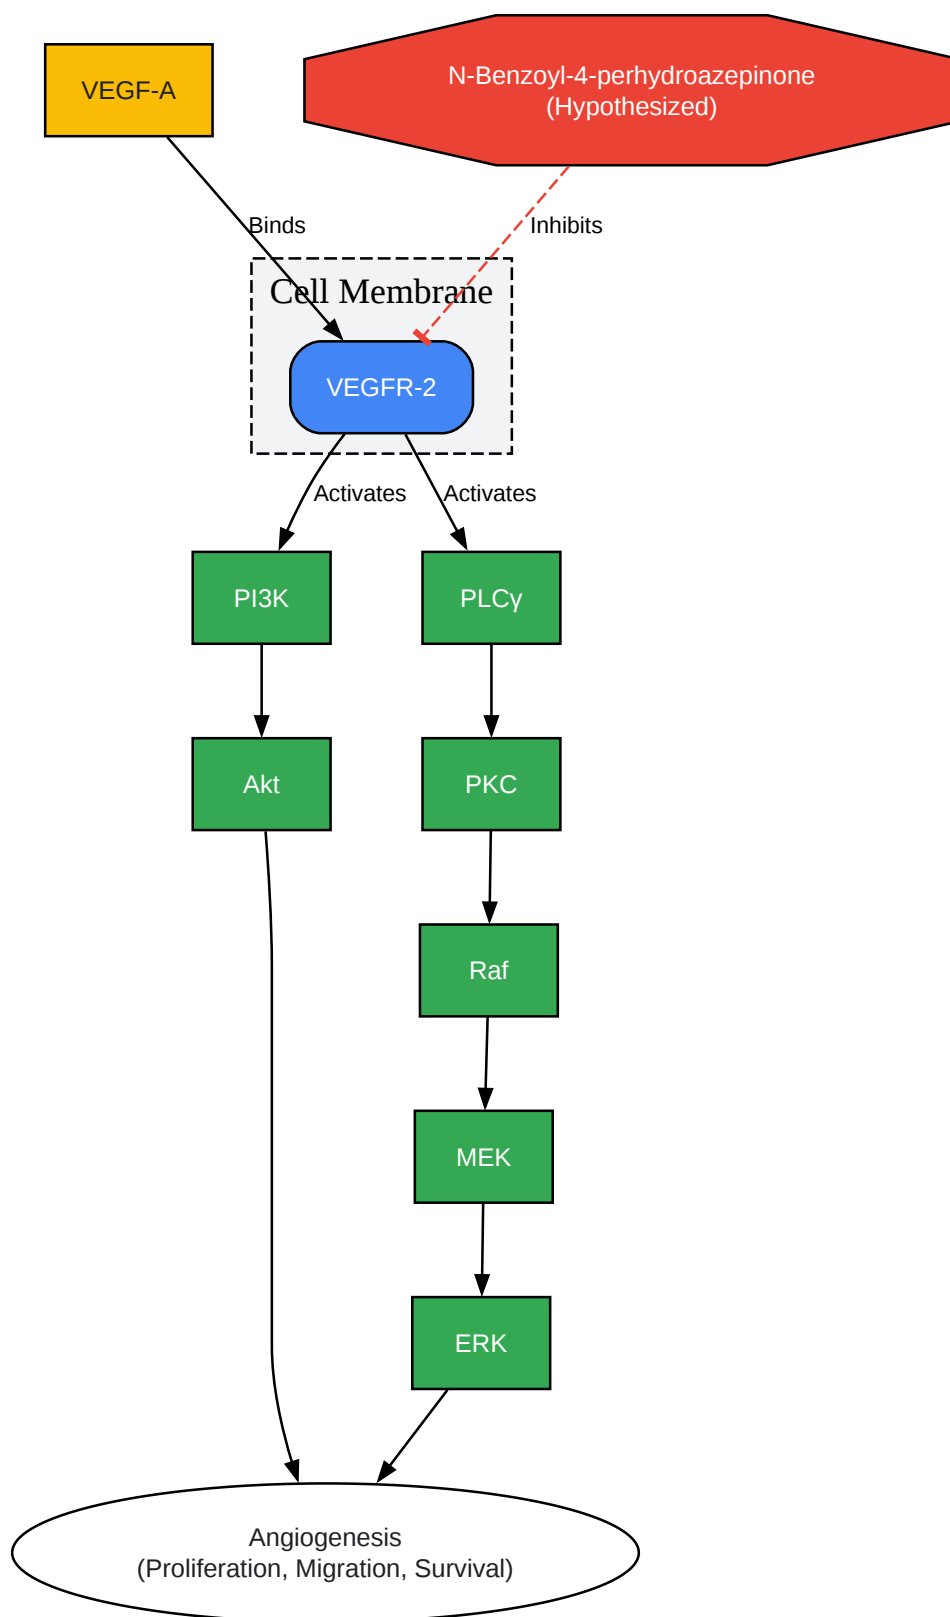 VEGF-A
N-Benzoyl-4-perhydroazepinone
(Hypothesized)
Binds
Inhibits
Cell Membrane
VEGFR-2
Activates
Activates
PI3K
PLCγ
Akt
PKC
Raf
MEK
ERK
Angiogenesis
(Proliferation, Migration, Survival)